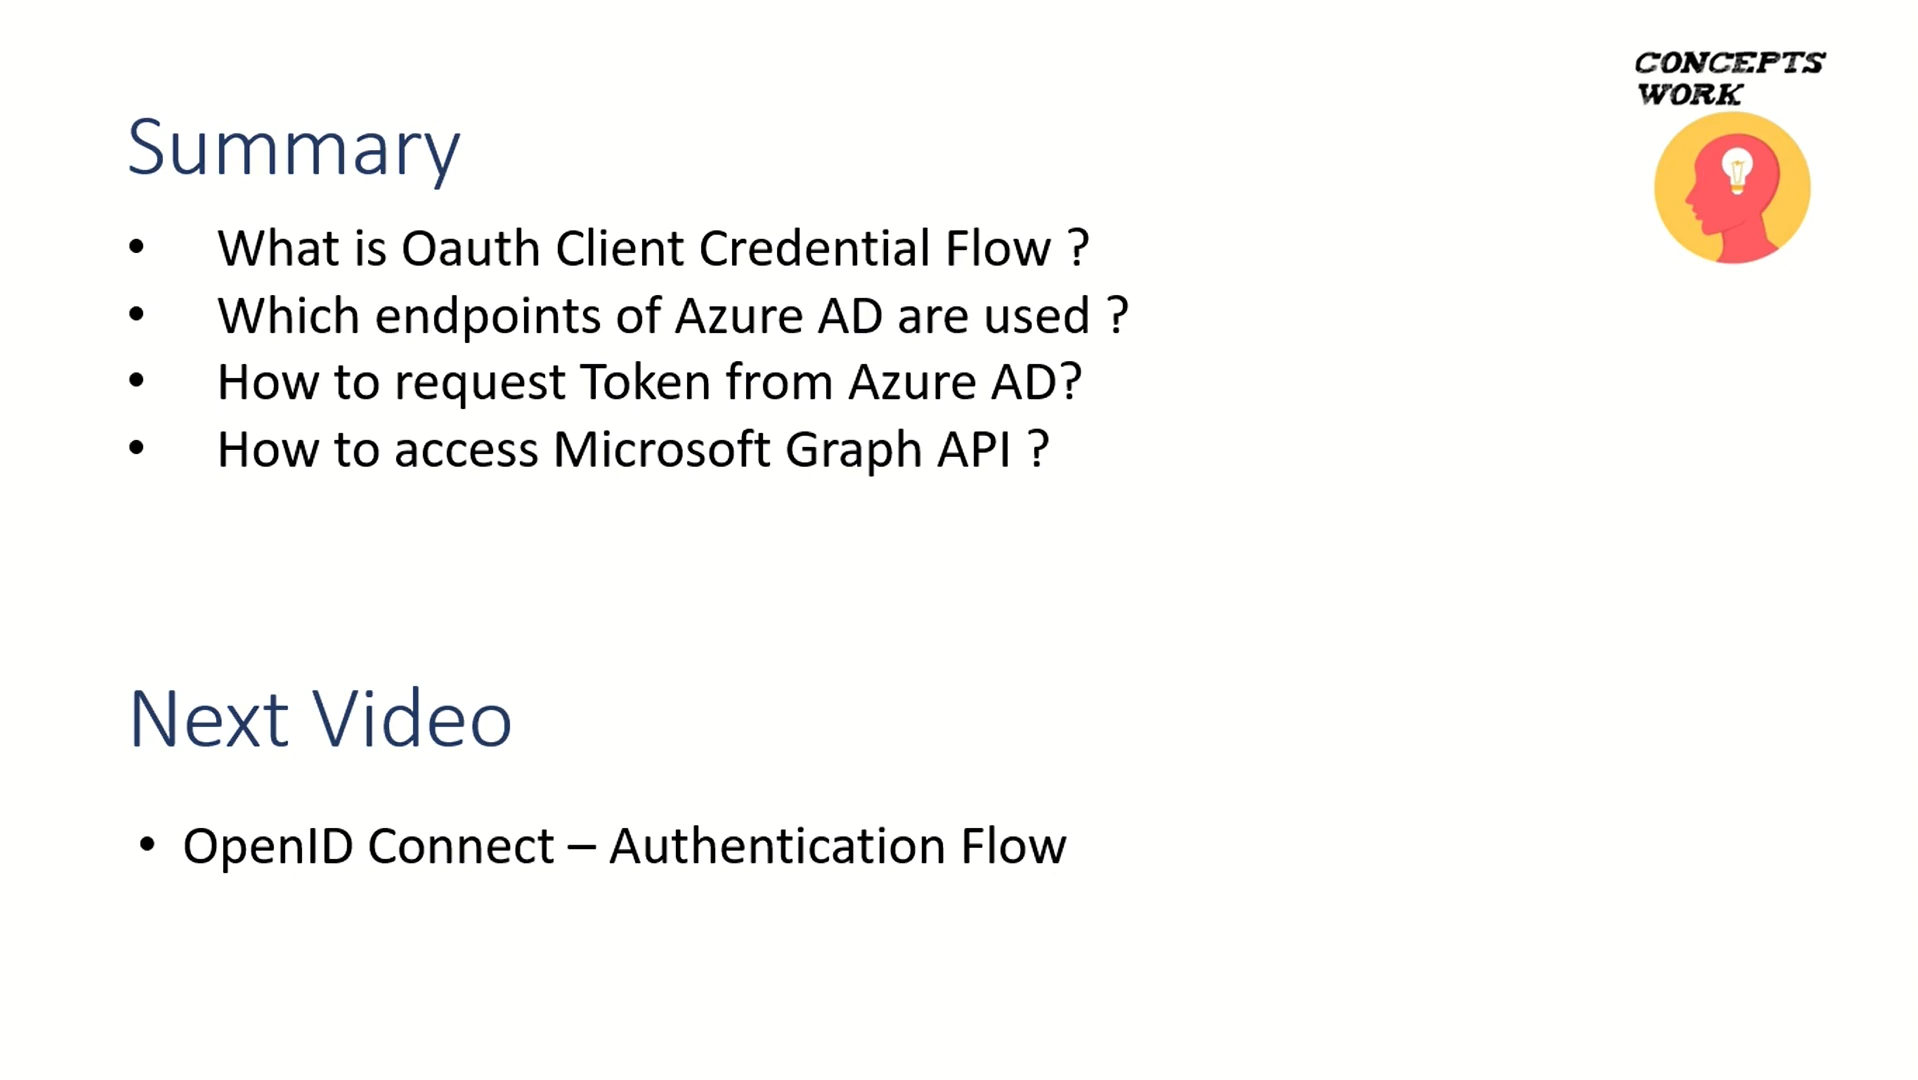 CONCEPTS
WORK
Summary
• What is Oauth Client Credential Flow ?
• Which endpoints of Azure AD are used ?
• How to request Token from Azure AD?
• How to access Microsoft Graph API ?
Next Video
• OpenID Connect – Authentication Flow